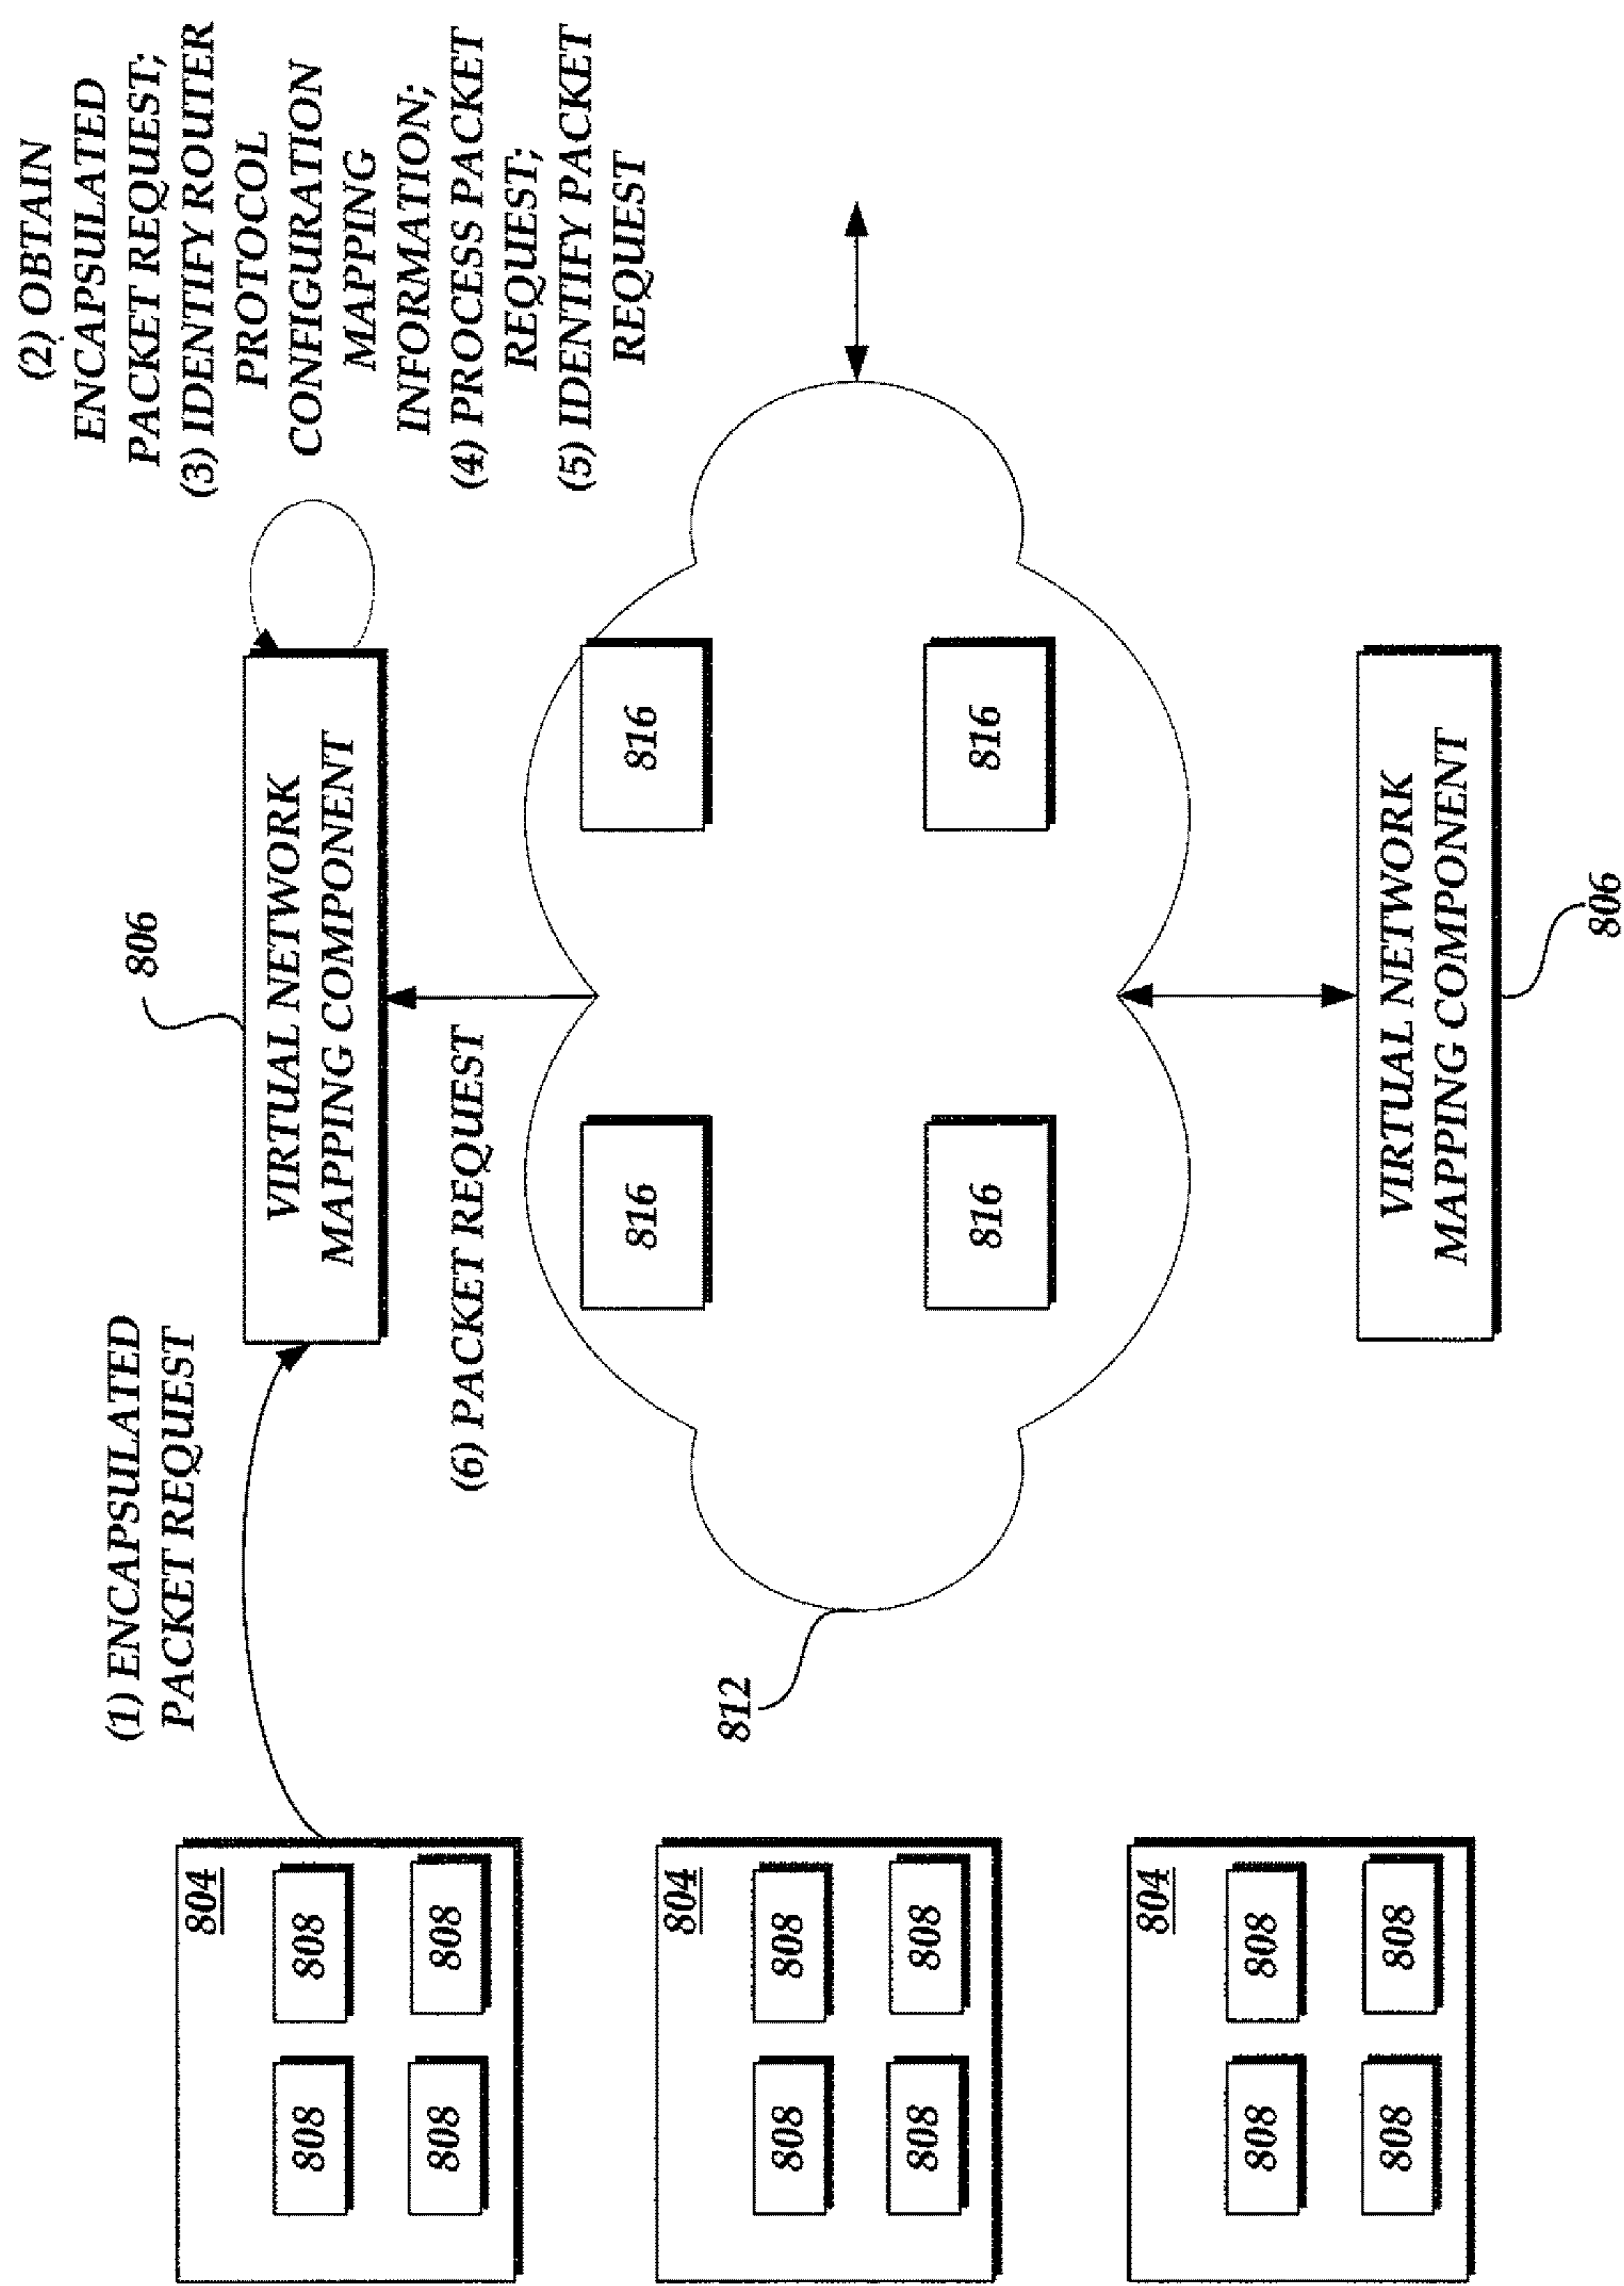 (1) ENCAPSULATED
PACKET REQUEST
806
VIRTUAL NETWORK
MAPPING COMPONENT
(2) OBTAIN
ENCAPSULATED
PACKET REQUEST;
(3) IDENTIFY ROUTER
PROTOCOL
CONFIGURATION
MAPPING
INFORMATION;
(4) PROCESS PACKET
REQUEST;
(5) IDENTIFY PACKET
REQUEST
(6) PACKET REQUEST
804
808
808
808
808
804
808
808
808
808
804
808
808
808
808
812
816
816
816
816
VIRTUAL NETWORK
MAPPING COMPONENT
806